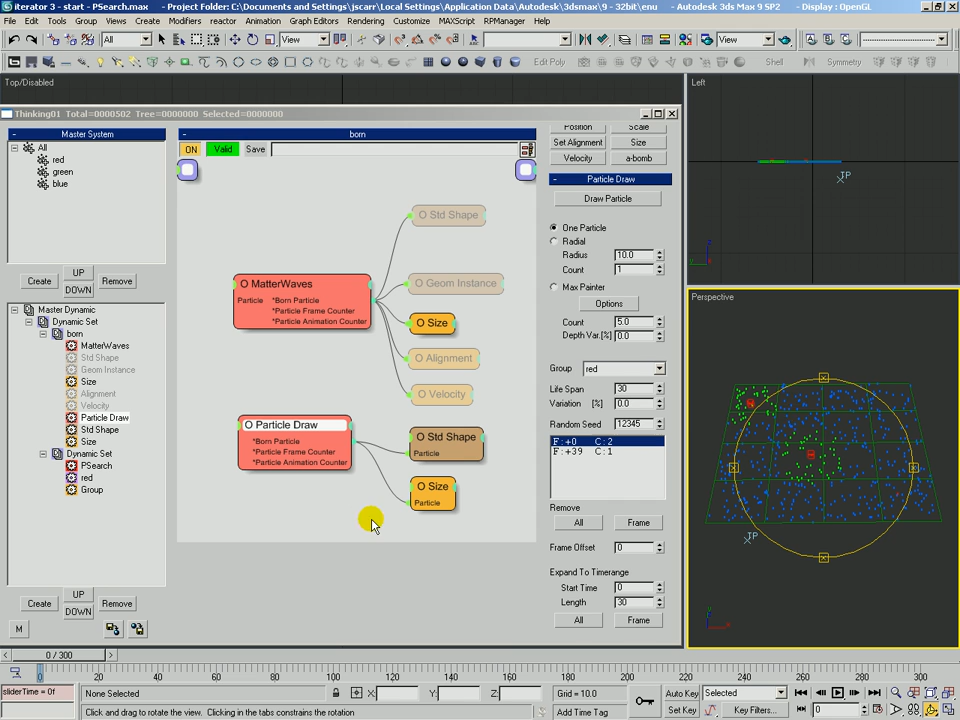 iterator 3 - start - PSearch.max - Project Folder: C:\Documents and Settings\jscarr\Local Settings\Application Data\Autodesk\3dsmax\9 - 32bit\enu - Autodesk 3ds Max 9 SP2 - Display : OpenGL
File Edit Tools Group Views Create Modifiers reactor Animation Graph Editors Rendering Customize MAXScript RPManager Help
All View View
Edit Poly Shell Symmetry
Top/Disabled
Left
Thinking01 Total=0000502 Tree=0000000 Selected=0000000
Master System
All
red
green
blue
Create UP DOWN Remove
Master Dynamic
Dynamic Set
born
MatterWaves
Std Shape
Geom Instance
Size
Alignment
Velocity
Particle Draw
Std Shape
Size
Dynamic Set
PSearch
red
Group
Create UP DOWN Remove
M
born
ON Valid Save
O Std Shape
O MatterWaves
Particle *Born Particle
*Particle Frame Counter
*Particle Animation Counter
O Geom Instance
O Size
O Alignment
O Velocity
O Particle Draw
*Born Particle
*Particle Frame Counter
*Particle Animation Counter
O Std Shape
Particle
O Size
Particle
Position Scale
Set Alignment Size
Velocity a-bomb
Particle Draw
Draw Particle
One Particle
Radial
Radius 10.0
Count 1
Max Painter
Options
Count 5.0
Depth Var.[%] 0.0
Group red
Life Span 30
Variation [%] 0.0
Random Seed 12345
F:+0 C:2
F:+39 C:1
Remove
All Frame
Frame Offset 0
Expand To Timerange
Start Time 0
Length 30
All Frame
TP
Perspective
TP
0 / 300
0 20 40 60 80 100 120 140 160 180 200 220 240 260 280 300
sliderTime = 0f
None Selected X: Y: Z: Grid = 10.0 Auto Key Selected
Click and drag to rotate the view. Clicking in the tabs constrains the rotation Add Time Tag Set Key Key Filters... 0